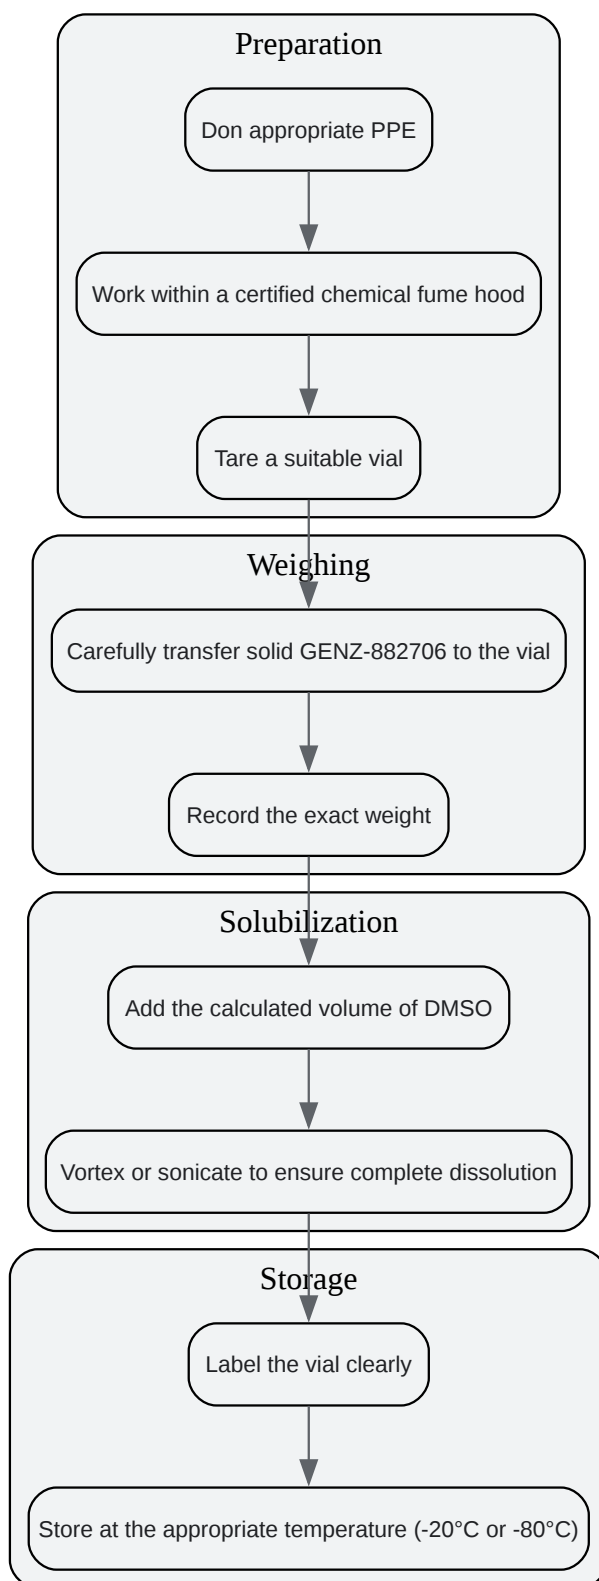 Preparation
Don appropriate PPE
Work within a certified chemical fume hood
Tare a suitable vial
Weighing
Carefully transfer solid GENZ-882706 to the vial
Record the exact weight
Solubilization
Add the calculated volume of DMSO
Vortex or sonicate to ensure complete dissolution
Storage
Label the vial clearly
Store at the appropriate temperature (-20°C or -80°C)